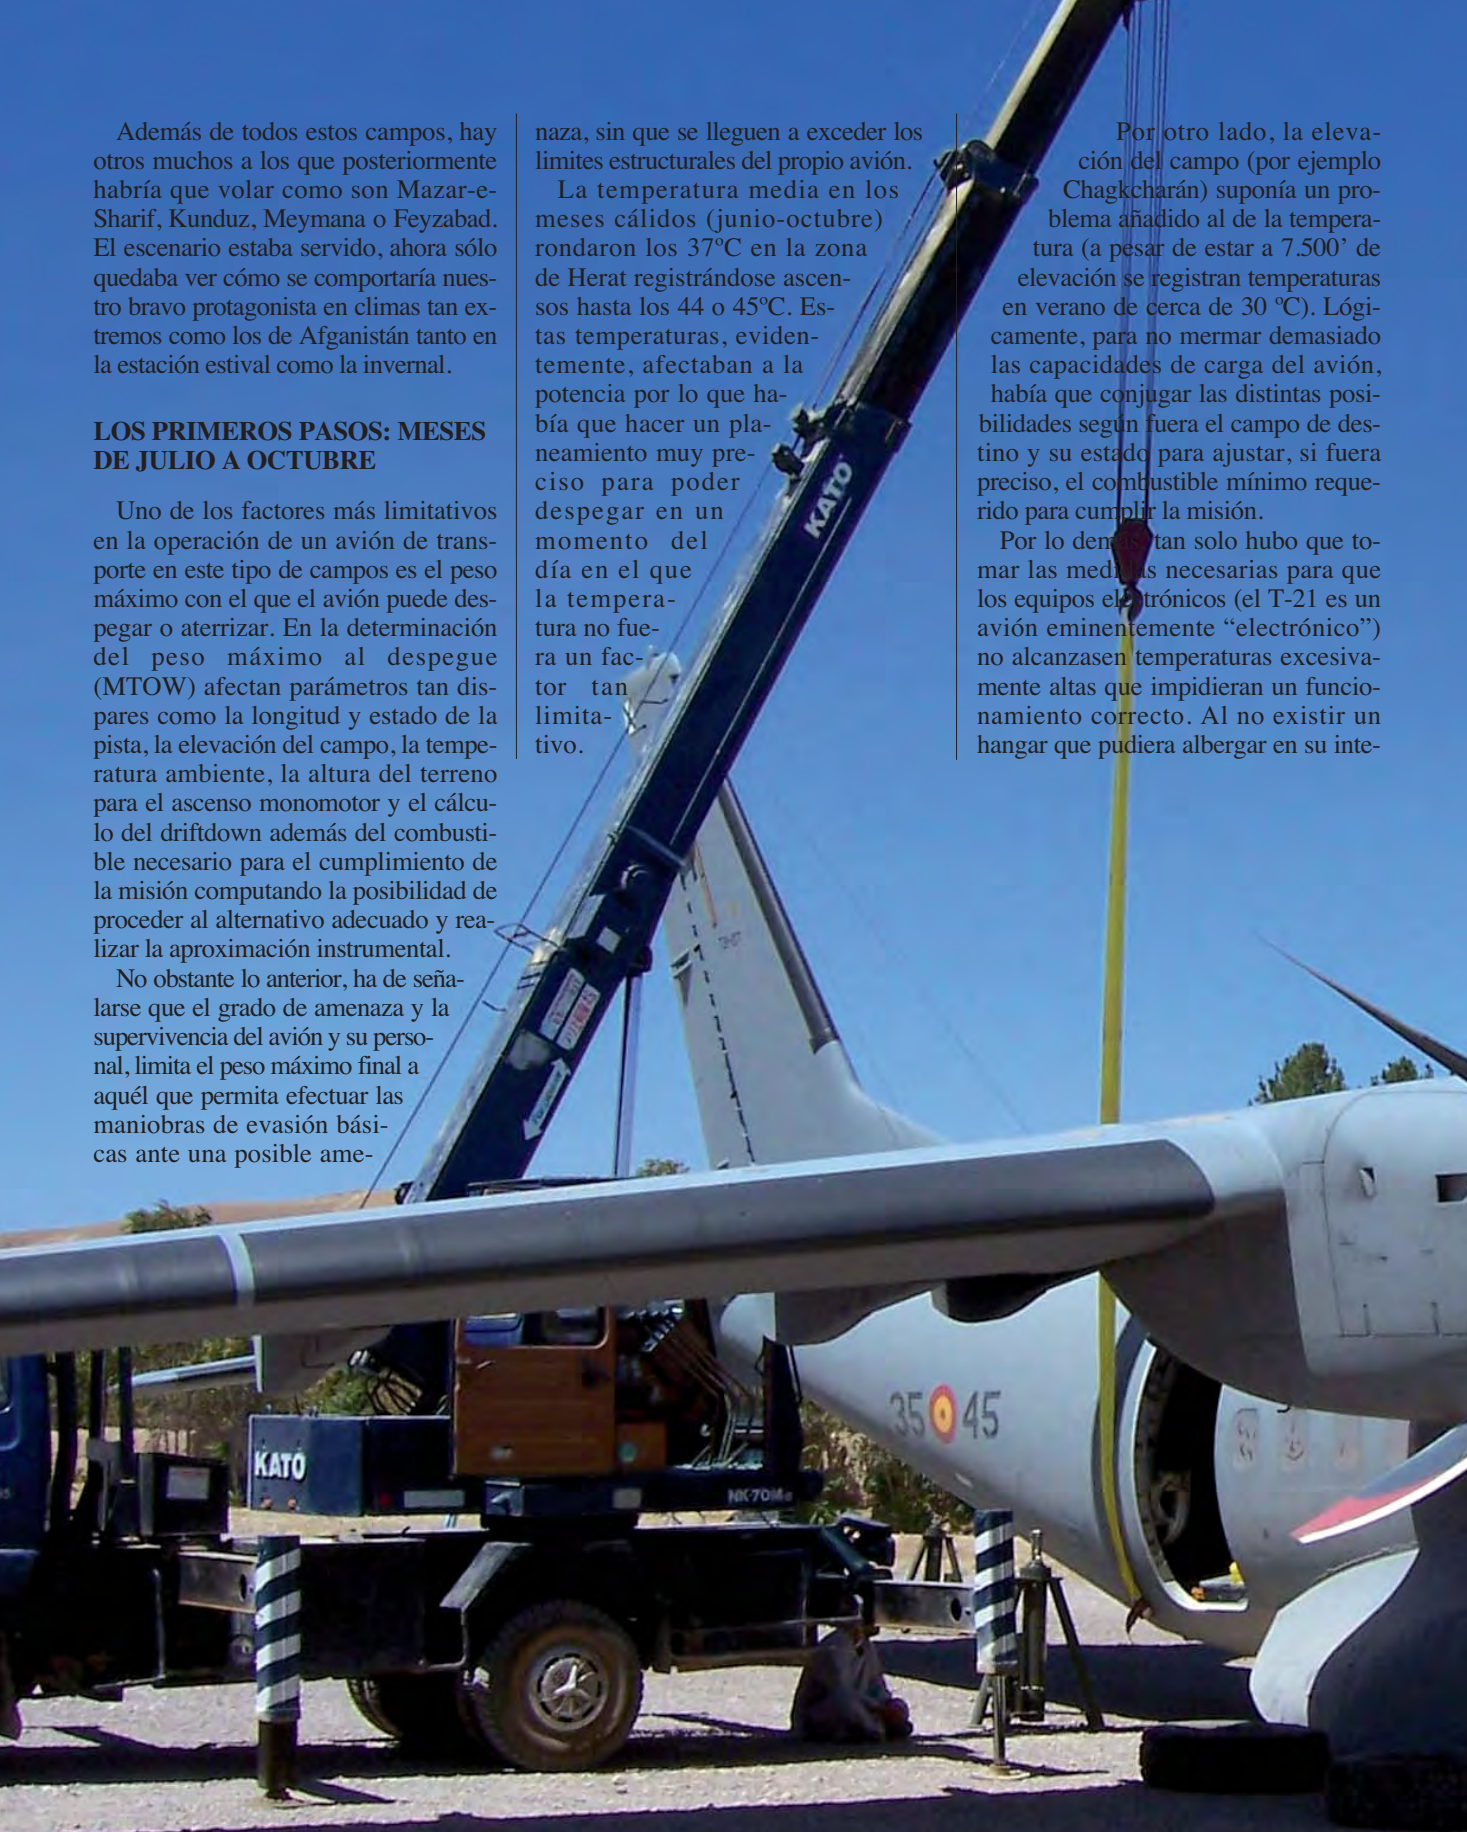 Además de todos estos campos, hay
otros muchos a los que posteriormente
habría que volar como son Mazar-e-
Sharif, Kunduz, Meymana o Feyzabad.
El escenario estaba servido, ahora sólo
quedaba ver cómo se comportaría nues-
tro bravo protagonista en climas tan ex-
tremos como los de Afganistán tanto en
la estación estival como la invernal.
LOS PRIMEROS PASOS: MESES
DE JULIO A OCTUBRE
Uno de los factores más limitativos
en la operación de un avión de trans-
porte en este tipo de campos es el peso
máximo con el que el avión puede des-
pegar o aterrizar. En la determinación
del peso máximo al despegue
(MTOW) afectan parámetros tan dis-
pares como la longitud y estado de la
pista, la elevación del campo, la tempe-
ratura ambiente, la altura del terreno
para el ascenso monomotor y el cálcu-
lo del driftdown además del combusti-
ble necesario para el cumplimiento de
la misión computando la posibilidad de
proceder al alternativo adecuado y rea-
lizar la aproximación instrumental.
No obstante lo anterior, ha de seña-
larse que el grado de amenaza y la
supervivencia del avión y su perso-
nal, limita el peso máximo final a
aquél que permita efectuar las
maniobras de evasión bási-
cas ante una posible ame-
naza, sin que se lleguen a exceder los
limites estructurales del propio avión.
La temperatura media en los
meses cálidos (junio-octubre)
rondaron los 37ºC en la zona
de Herat registrándose ascen-
sos hasta los 44 o 45ºC. Es-
tas temperaturas, eviden-
temente, afectaban a la
potencia por lo que ha-
bía que hacer un pla-
neamiento muy pre-
ciso para poder
despegar en un
momento del
día en el que
la tempera-
tura no fue-
ra un fac-
tor tan
limita-
tivo.
Por otro lado, la eleva-
ción del campo (por ejemplo
Chagkcharán) suponía un pro-
blema añadido al de la tempera-
tura (a pesar de estar a 7.500’ de
elevación se registran temperaturas
en verano de cerca de 30 ºC). Lógi-
camente, para no mermar demasiado
las capacidades de carga del avión,
había que conjugar las distintas posi-
bilidades según fuera el campo de des-
tino y su estado para ajustar, si fuera
preciso, el combustible mínimo reque-
rido para cumplir la misión.
Por lo demás, tan solo hubo que to-
mar las medidas necesarias para que
los equipos electrónicos (el T-21 es un
avión eminentemente “electrónico”)
no alcanzasen temperaturas excesiva-
mente altas que impidieran un funcio-
namiento correcto. Al no existir un
hangar que pudiera albergar en su inte-
KATO
35 45
KATO
NK-70M